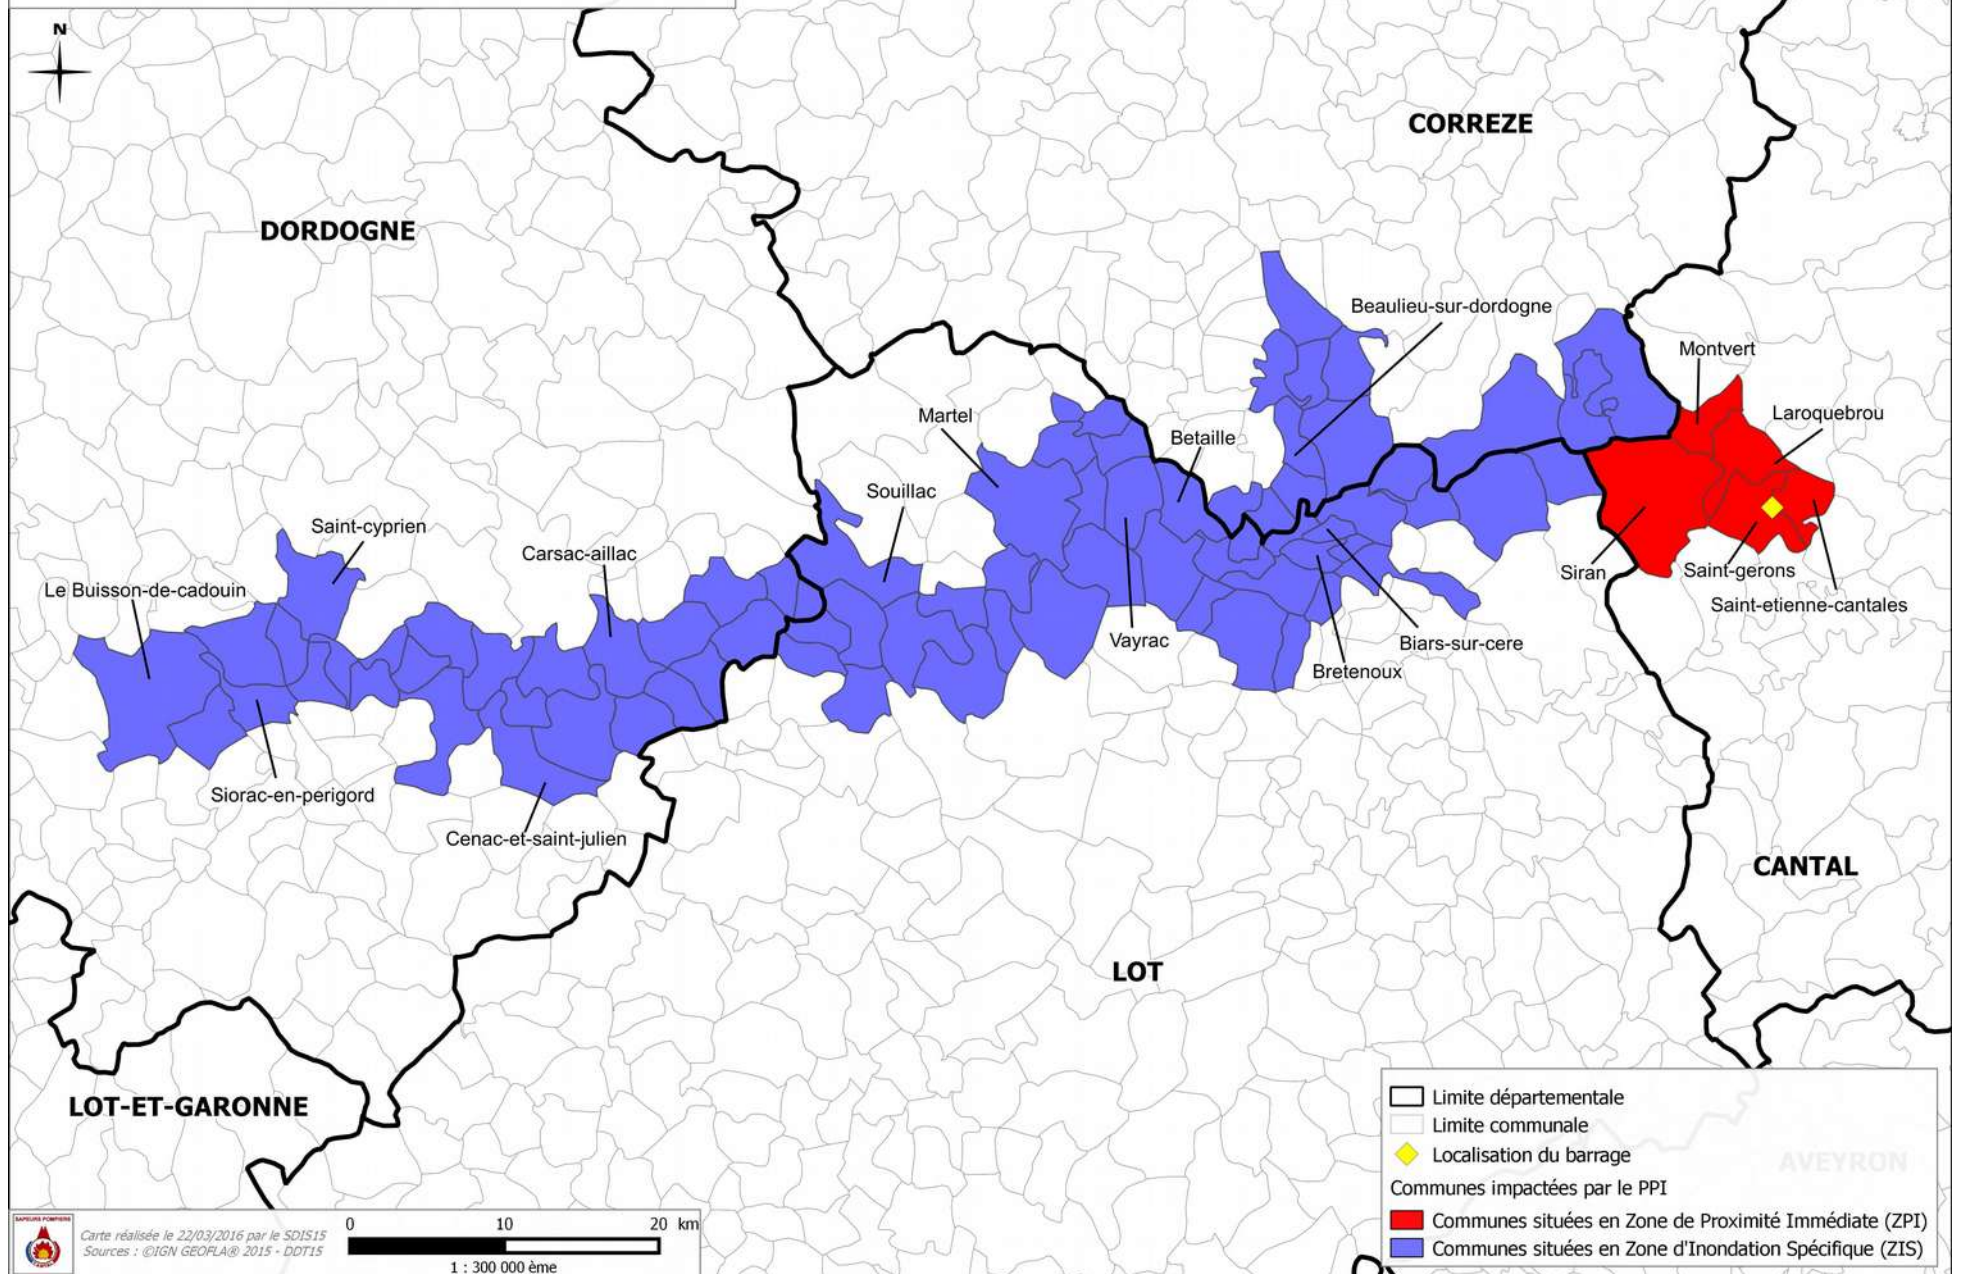 N
CORREZE
DORDOGNE
Beaulieu-sur-dordogne
Montvert
Laroquebrou
Martel
Betaille
Souillac
Saint-cyprien
Carsac-aillac
Le Buisson-de-cadouin
Siran
Saint-gerons
Saint-etienne-cantales
Vayrac
Biars-sur-cere
Bretenoux
Siorac-en-perigord
Cenac-et-saint-julien
CANTAL
LOT
LOT-ET-GARONNE
Limite départementale
Limite communale
Localisation du barrage
AVEYRON
Communes impactées par le PPI
Communes situées en Zone de Proximité Immédiate (ZPI)
Communes situées en Zone d'Inondation Spécifique (ZIS)
SAPEURS POMPIERS
CANTAL
Carte réalisée le 22/03/2016 par le SDIS15
Sources : ©IGN GEOFLA® 2015 - DDT15
0 10 20 km
1 : 300 000 ème